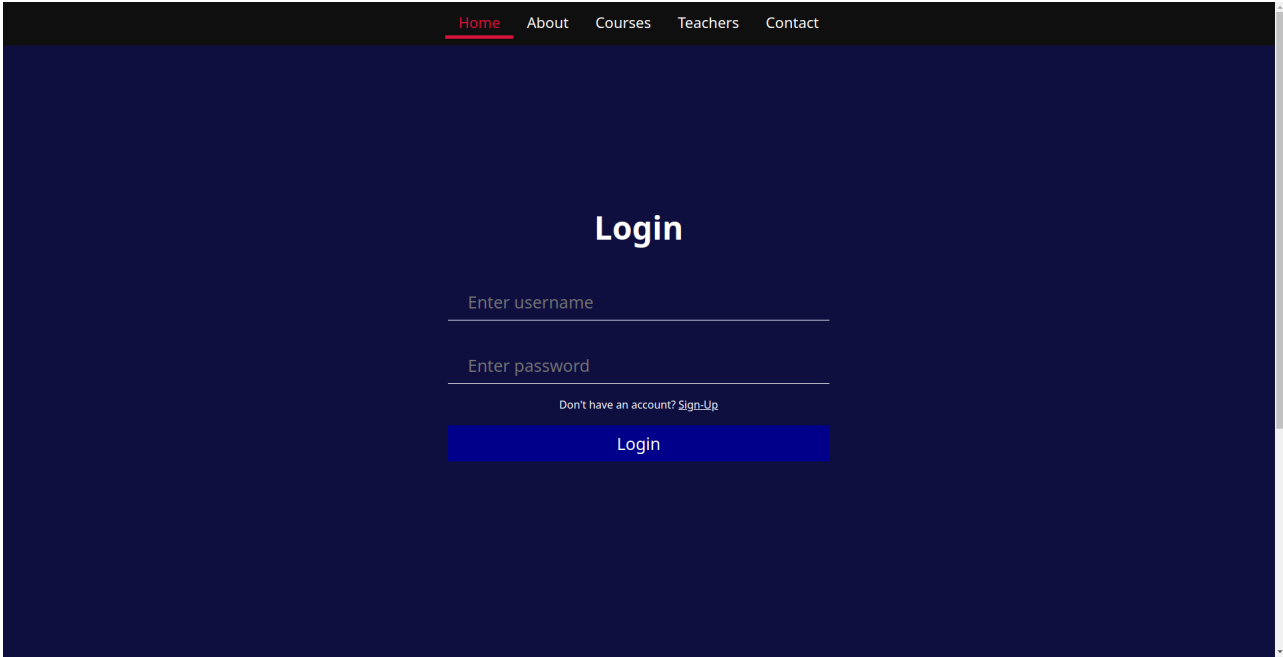 Home About Courses Teachers Contact
Login
Enter username
Enter password
Don't have an account? Sign-Up
Login